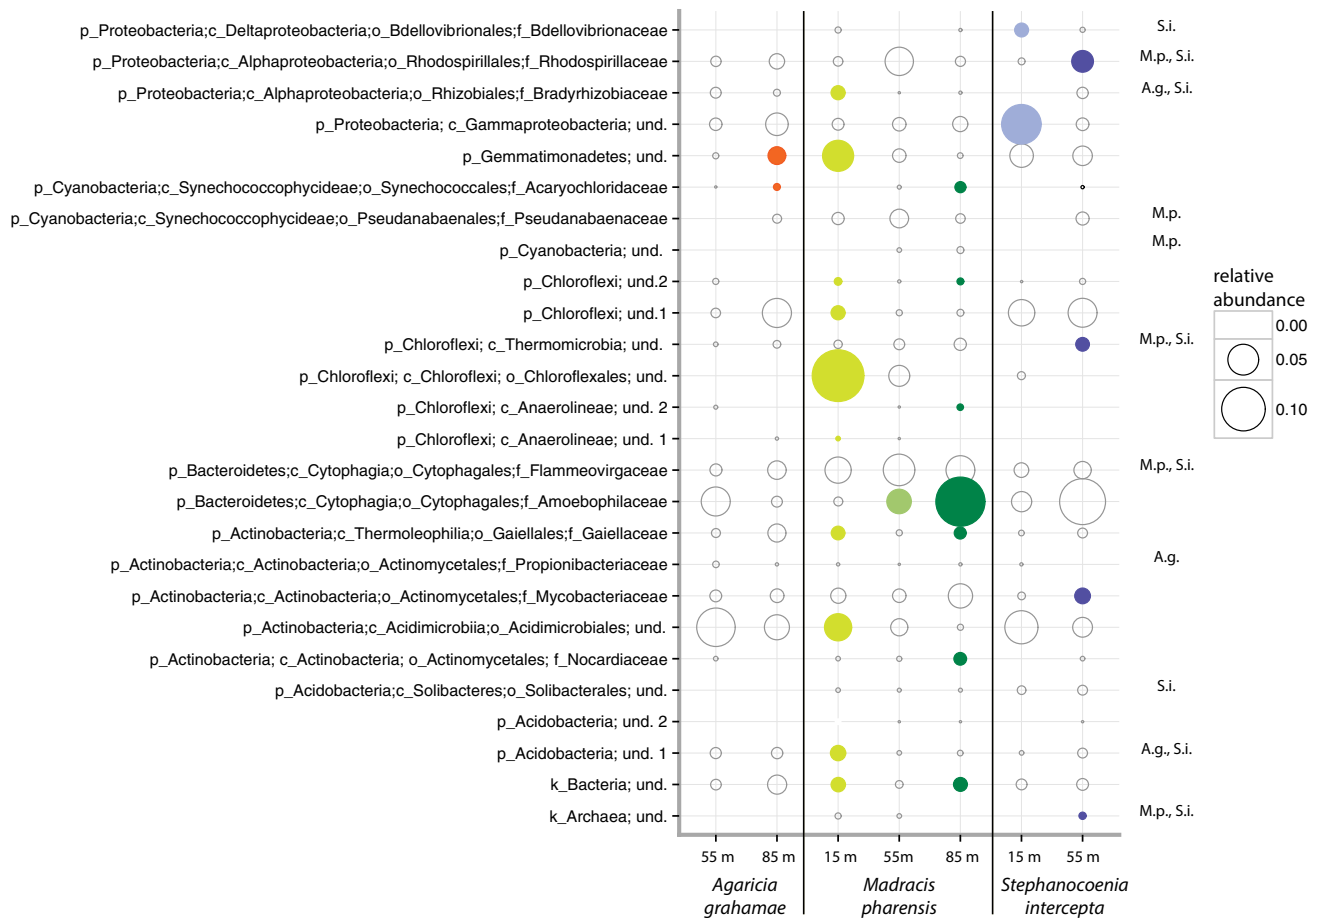 p_Proteobacteria;c_Deltaproteobacteria;o_Bdellovibrionales;f_Bdellovibrionaceae S.i.
p_Proteobacteria;c_Alphaproteobacteria;o_Rhodospirillales;f_Rhodospirillaceae M.p., S.i.
p_Proteobacteria;c_Alphaproteobacteria;o_Rhizobiales;f_Bradyrhizobiaceae A.g., S.i.
p_Proteobacteria; c_Gammaproteobacteria; und.
p_Gemmatimonadetes; und.
p_Cyanobacteria;c_Synechococcophycideae;o_Synechococcales;f_Acaryochloridaceae
p_Cyanobacteria;c_Synechococcophycideae;o_Pseudanabaenales;f_Pseudanabaenaceae M.p.
p_Cyanobacteria; und. M.p.
p_Chloroflexi; und.2
p_Chloroflexi; und.1
p_Chloroflexi; c_Thermomicrobia; und. M.p., S.i.
p_Chloroflexi; c_Chloroflexi; o_Chloroflexales; und.
p_Chloroflexi; c_Anaerolineae; und. 2
p_Chloroflexi; c_Anaerolineae; und. 1
p_Bacteroidetes;c_Cytophagia;o_Cytophagales;f_Flammeovirgaceae M.p., S.i.
p_Bacteroidetes;c_Cytophagia;o_Cytophagales;f_Amoebophilaceae
p_Actinobacteria;c_Thermoleophilia;o_Gaiellales;f_Gaiellaceae
p_Actinobacteria;c_Actinobacteria;o_Actinomycetales;f_Propionibacteriaceae A.g.
p_Actinobacteria;c_Actinobacteria;o_Actinomycetales;f_Mycobacteriaceae
p_Actinobacteria;c_Acidimicrobiia;o_Acidimicrobiales; und.
p_Actinobacteria; c_Actinobacteria; o_Actinomycetales; f_Nocardiaceae
p_Acidobacteria;c_Solibacteres;o_Solibacterales; und. S.i.
p_Acidobacteria; und. 2
p_Acidobacteria; und. 1 A.g., S.i.
k_Bacteria; und.
k_Archaea; und. M.p., S.i.
55 m 85 m 15 m 55m 85 m 15 m 55 m
Agaricia grahamae
Madracis pharensis
Stephanocoenia intercepta
relative
abundance
0.00
0.05
0.10